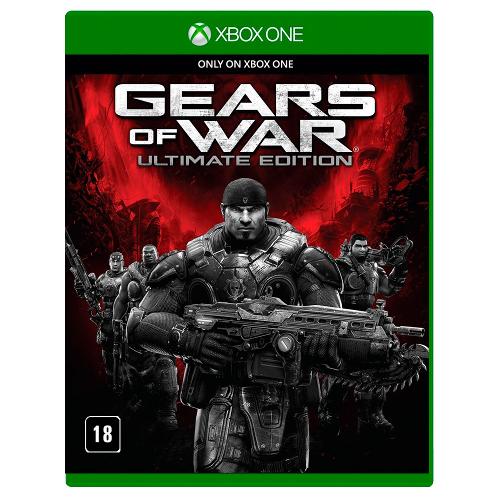 XBOX ONE
ONLY ON XBOX ONE
GEARS
OF WAR®
ULTIMATE EDITION
18